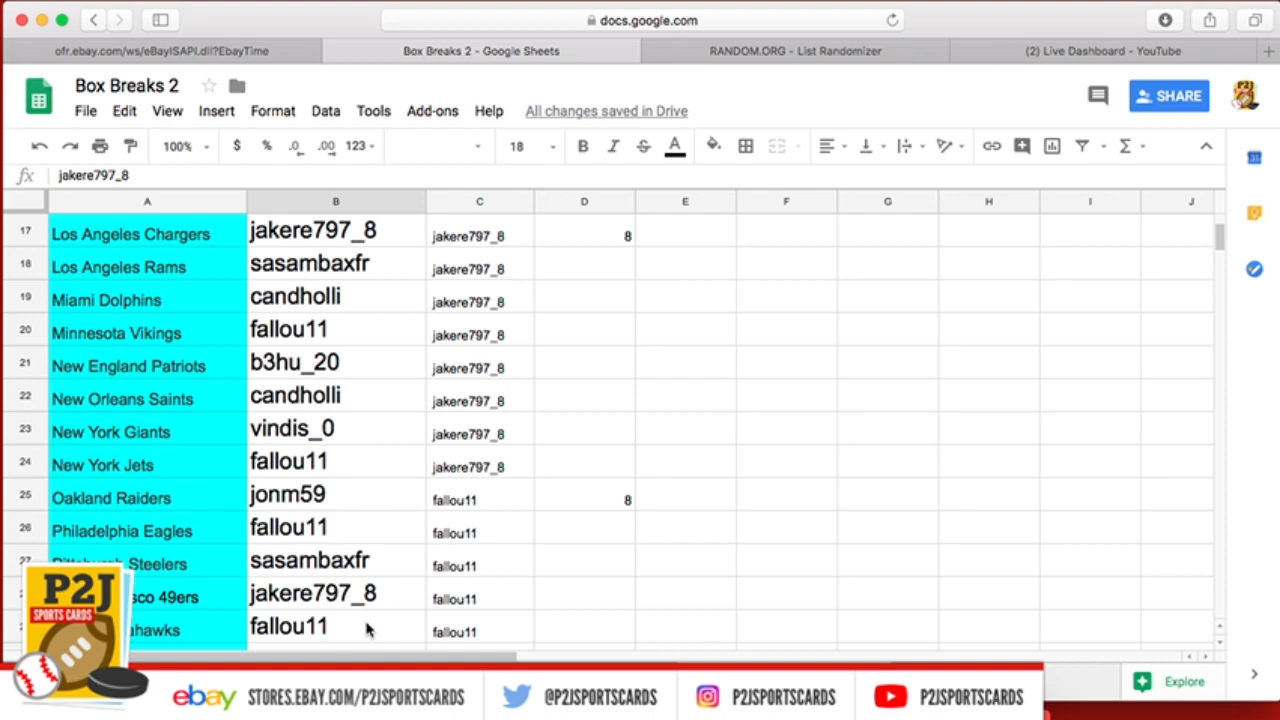 docs.google.com
ofr.ebay.com/ws/eBayISAPI.dll?EbayTime
Box Breaks 2 - Google Sheets
RANDOM.ORG - List Randomizer
(2) Live Dashboard - YouTube
Box Breaks 2
File Edit View Insert Format Data Tools Add-ons Help All changes saved in Drive
SHARE
100% $ % .0 .00 123 18 B I S A
fx jakere797_8
A B C D E F G H I J
17 Los Angeles Chargers jakere797_8 jakere797_8 8
18 Los Angeles Rams sasambaxfr jakere797_8
19 Miami Dolphins candholli jakere797_8
20 Minnesota Vikings fallou11 jakere797_8
21 New England Patriots b3hu_20 jakere797_8
22 New Orleans Saints candholli jakere797_8
23 New York Giants vindis_0 jakere797_8
24 New York Jets fallou11 jakere797_8
25 Oakland Raiders jonm59 fallou11 8
26 Philadelphia Eagles fallou11 fallou11
27 Pittsburgh Steelers sasambaxfr fallou11
sco 49ers jakere797_8 fallou11
ahawks fallou11 fallou11
P2J
SPORTS CARDS
ebay STORES.EBAY.COM/P2JSPORTSCARDS @P2JSPORTSCARDS P2JSPORTSCARDS P2JSPORTSCARDS
Explore